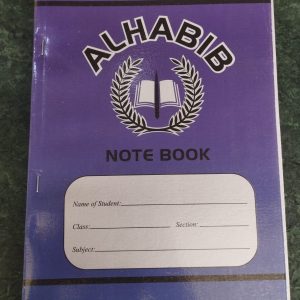 ALHABIB
NOTE BOOK
Name of Student:
Class: Section:
Subject: